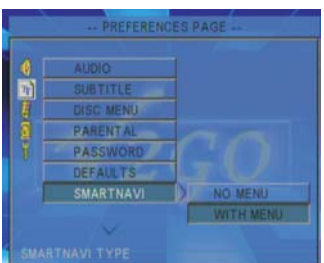 -- PREFERENCES PAGE --
AUDIO
SUBTITLE
DISC MENU
PARENTAL
PASSWORD
DEFAULTS
SMARTNAVI
NO MENU
WITH MENU
SMARTNAVI TYPE